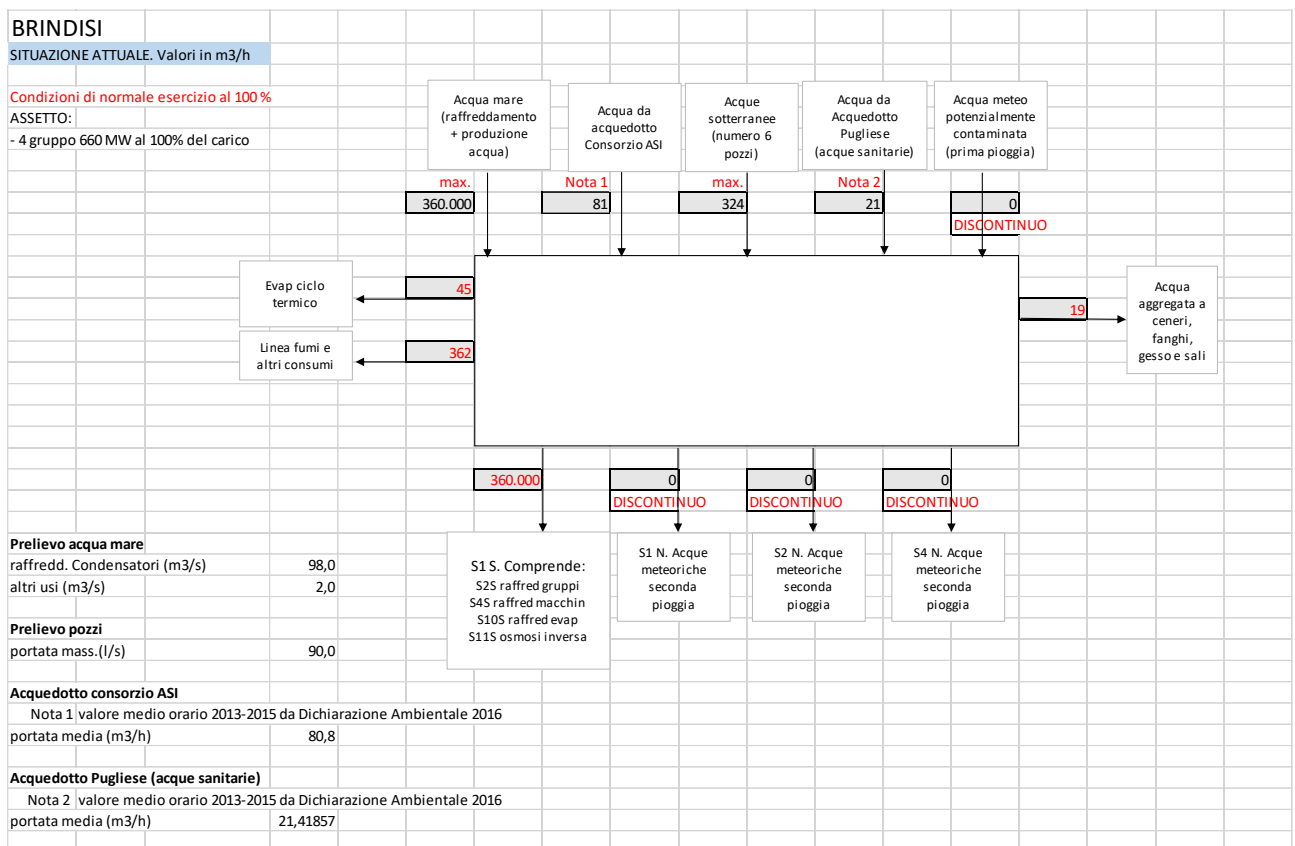 BRINDISI
SITUAZIONE ATTUALE. Valori in m3/h
Condizioni di normale esercizio al 100 %
ASSETTO:
- 4 gruppo 660 MW al 100% del carico
Acqua mare
(raffreddamento
+ produzione
acqua)
Acqua da
acquedotto
Consorzio ASI
Acque
sotterranee
(numero 6
pozzi)
Acqua da
Acquedotto
Pugliese
(acque sanitarie)
Acqua meteo
potenzialmente
contaminata
(prima pioggia)
max.
Nota 1
max.
Nota 2
360.000
81
324
21
0
DISCONTINUO
Evap ciclo
termico
45
Linea fumi e
altri consumi
362
19
Acqua
aggregata a
ceneri,
fanghi,
gesso e sali
360.000
0
0
0
DISCONTINUO
DISCONTINUO
DISCONTINUO
S1 S. Comprende:
S2S raffred gruppi
S4S raffred macchin
S10S raffred evap
S11S osmosi inversa
S1 N. Acque
meteoriche
seconda
pioggia
S2 N. Acque
meteoriche
seconda
pioggia
S4 N. Acque
meteoriche
seconda
pioggia
Prelievo acqua mare
raffredd. Condensatori (m3/s) 98,0
altri usi (m3/s) 2,0
Prelievo pozzi
portata mass.(l/s) 90,0
Acquedotto consorzio ASI
Nota 1 valore medio orario 2013-2015 da Dichiarazione Ambientale 2016
portata media (m3/h) 80,8
Acquedotto Pugliese (acque sanitarie)
Nota 2 valore medio orario 2013-2015 da Dichiarazione Ambientale 2016
portata media (m3/h) 21,41857